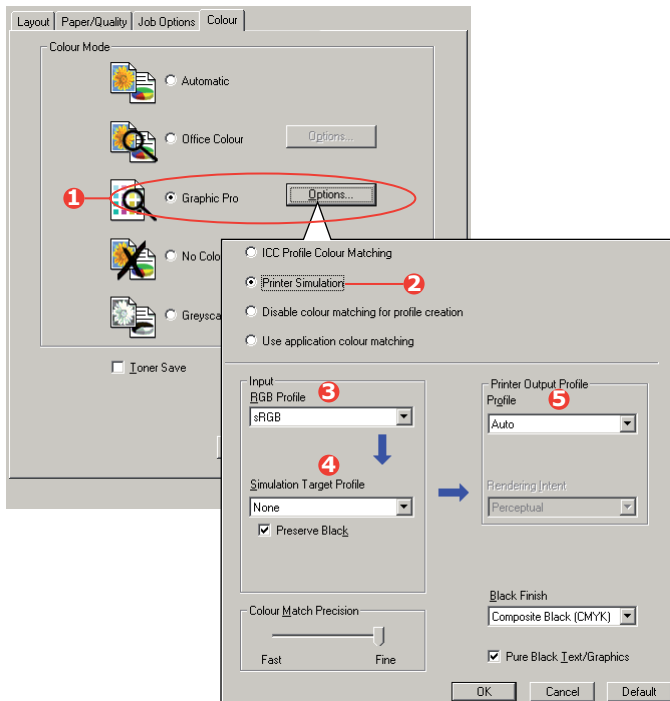 Layout Paper/Quality Job Options Colour
Colour Mode
Automatic
Office Colour Options...
1 Graphic Pro Options...
No Colo
Greysca
Toner Save
ICC Profile Colour Matching
Printer Simulation 2
Disable colour matching for profile creation
Use application colour matching
Input
RGB Profile 3
sRGB
4
Simulation Target Profile
None
Preserve Black
Printer Output Profile
Profile 5
Auto
Rendering Intent
Perceptual
Colour Match Precision
Fast Fine
Black Finish
Composite Black (CMYK)
Pure Black Text/Graphics
OK Cancel Default